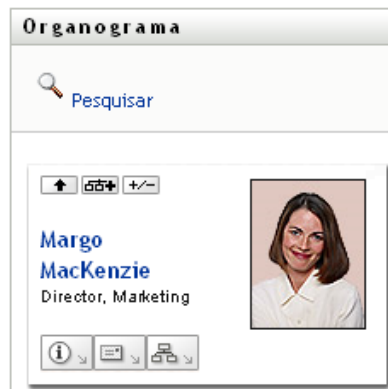 Organograma
Pesquisar
+/-
Margo
MacKenzie
Director, Marketing